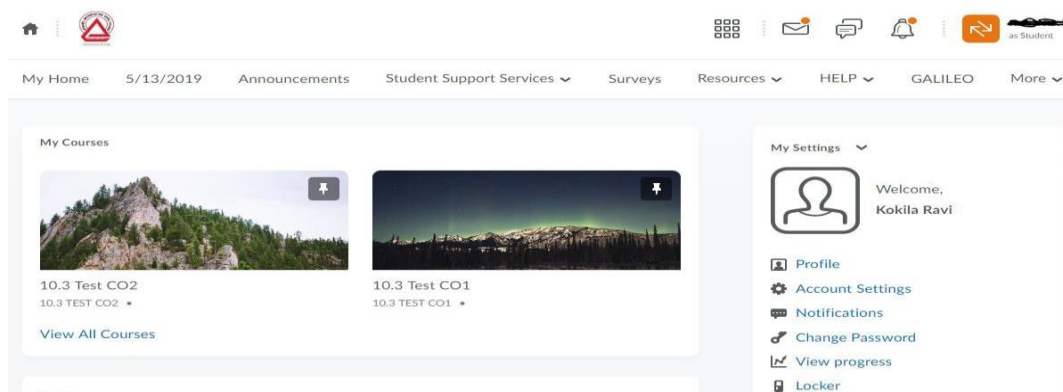 as Student
My Home 5/13/2019 Announcements Student Support Services Surveys Resources HELP GALILEO More
My Courses
10.3 Test CO2
10.3 TEST CO2
10.3 Test CO1
10.3 TEST CO1
View All Courses
My Settings
Welcome,
Kokila Ravi
Profile
Account Settings
Notifications
Change Password
View progress
Locker